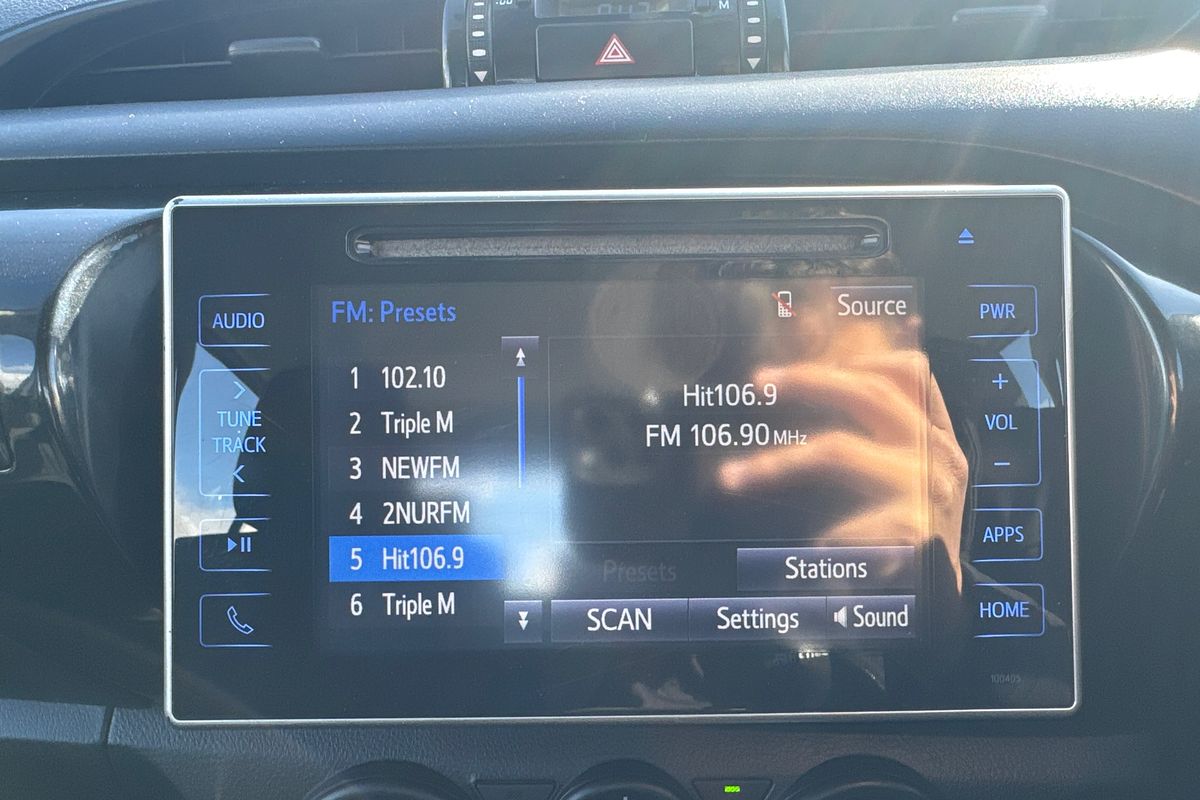 M
AUDIO
TUNE
TRACK
FM: Presets
Source
1 102.10
2 Triple M
3 NEWFM
4 2NURFM
5 Hit106.9
6 Triple M
Hit106.9
FM 106.90 MHz
Presets
Stations
SCAN
Settings
Sound
PWR
+
VOL
−
APPS
HOME
100405